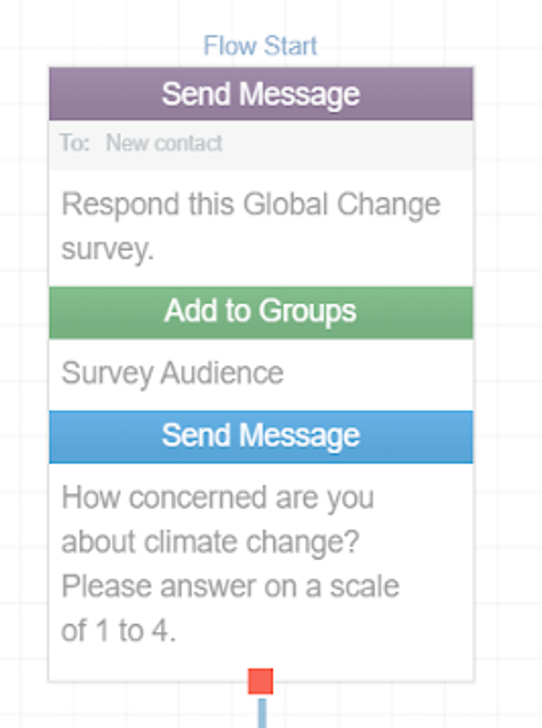 Flow Start
Send Message
To: New contact
Respond this Global Change
survey.
Add to Groups
Survey Audience
Send Message
How concerned are you
about climate change?
Please answer on a scale
of 1 to 4.